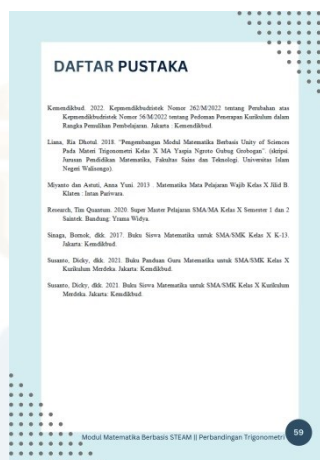 DAFTAR PUSTAKA
Kemendikbud. 2022. Kepmendikbudristek Nomor 262/M/2022 tentang Perubahan atas
Kepmendikbudristek Nomor 56/M/2022 tentang Pedoman Penerapan Kurikulum dalam
Rangka Pemulihan Pembelajaran. Jakarta : Kemendikbud.
Liana, Ria Dhotul. 2018. "Pengembangan Modul Matematika Berbasis Unity of Sciences
Pada Materi Trigonometri Kelas X MA Yaspia Ngroto Gubug Grobogan". (skripsi.
Jurusan Pendidikan Matematika, Fakultas Sains dan Teknologi. Universitas Islam
Negeri Walisongo).
Miyanto dan Astuti, Anna Yuni. 2013 . Matematika Mata Pelajaran Wajib Kelas X Jilid B.
Klaten : Intan Pariwara.
Research, Tim Quantum. 2020. Super Master Pelajaran SMA/MA Kelas X Semester 1 dan 2
Saintek. Bandung: Yrama Widya.
Sinaga, Bornok, dkk. 2017. Buku Siswa Matematika untuk SMA/SMK Kelas X K-13.
Jakarta: Kemdikbud.
Susanto, Dicky, dkk. 2021. Buku Panduan Guru Matematika untuk SMA/SMK Kelas X
Kurikulum Merdeka. Jakarta: Kemdikbud.
Susanto, Dicky, dkk. 2021. Buku Siswa Matematika untuk SMA/SMK Kelas X Kurikulum
Merdeka. Jakarta: Kemdikbud.
Modul Matematika Berbasis STEAM || Perbandingan Trigonometri
59